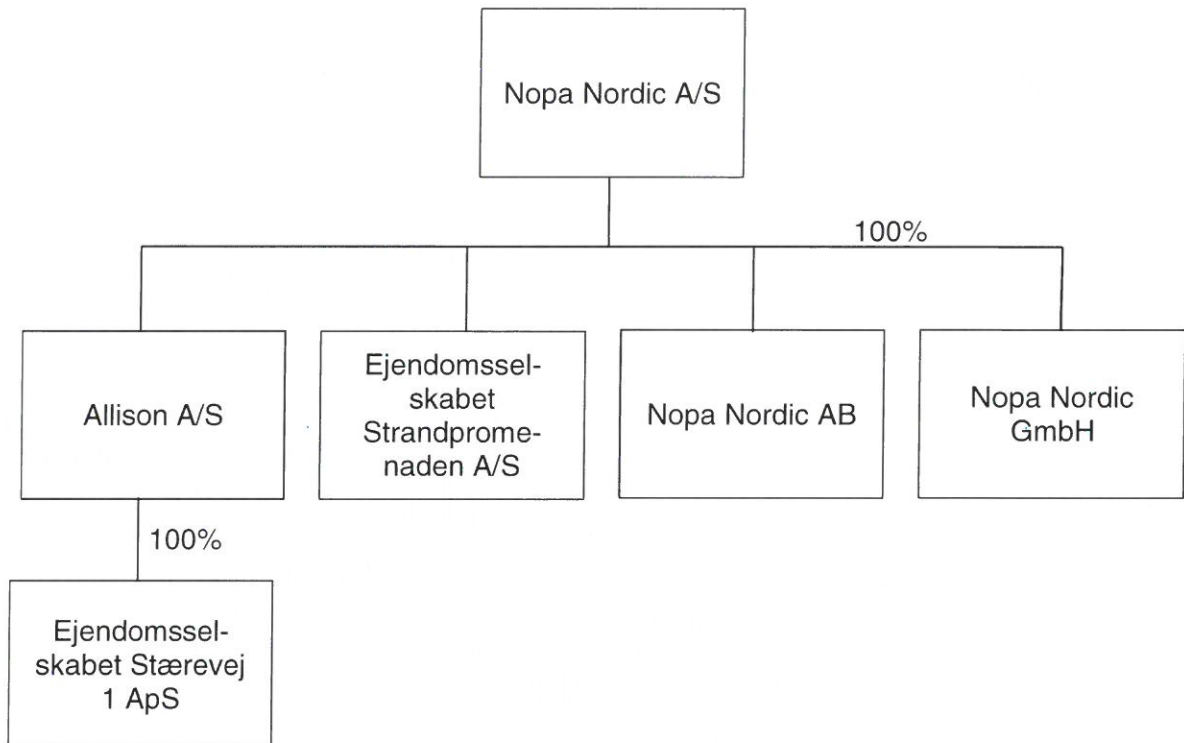 Nopa Nordic A/S
100%
Allison A/S
Ejendomssel-
skabet
Strandprome-
naden A/S
Nopa Nordic AB
Nopa Nordic
GmbH
100%
Ejendomssel-
skabet Stærevej
1 ApS